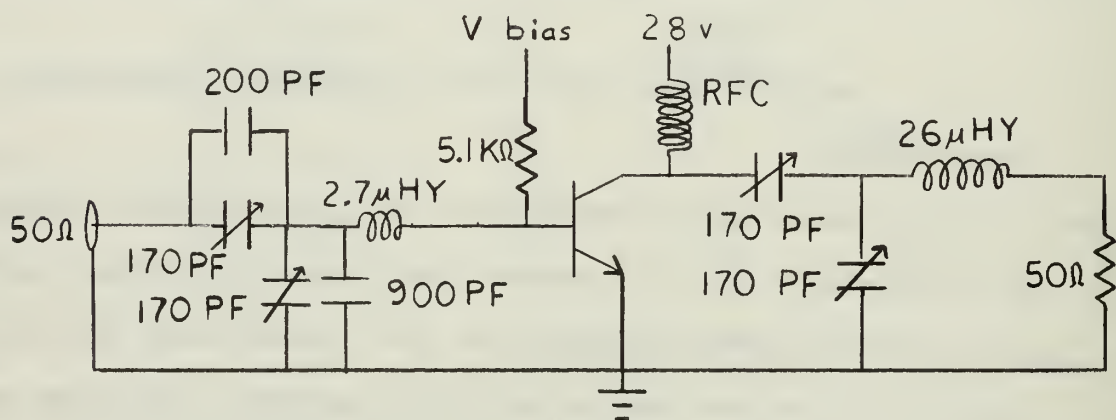 V bias
28 v
200 PF
RFC
5.1KΩ
26μHY
2.7μHY
50Ω
170 PF
170 PF
900 PF
170 PF
170 PF
50Ω